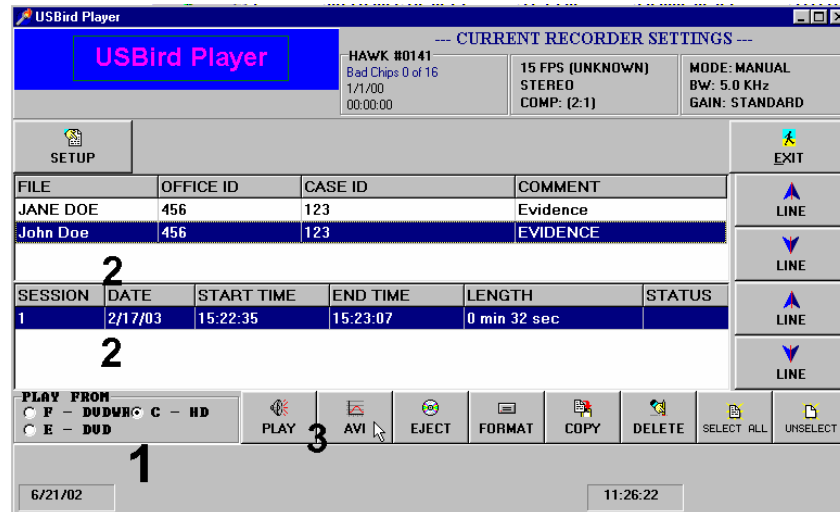 USBird Player
USBird Player
--- CURRENT RECORDER SETTINGS ---
HAWK #0141
Bad Chips 0 of 16
1/1/00
00:00:00
15 FPS (UNKNOWN)
STEREO
COMP: (2:1)
MODE: MANUAL
BW: 5.0 KHz
GAIN: STANDARD
SETUP
EXIT
FILE OFFICE ID CASE ID COMMENT
JANE DOE 456 123 Evidence
John Doe 456 123 EVIDENCE
LINE
LINE
2
SESSION DATE START TIME END TIME LENGTH STATUS
1 2/17/03 15:22:35 15:23:07 0 min 32 sec
LINE
LINE
2
PLAY FROM
F - DVDWR C - HD
E - DVD
1
PLAY AVI EJECT FORMAT COPY DELETE SELECT ALL UNSELECT
3
6/21/02 11:26:22